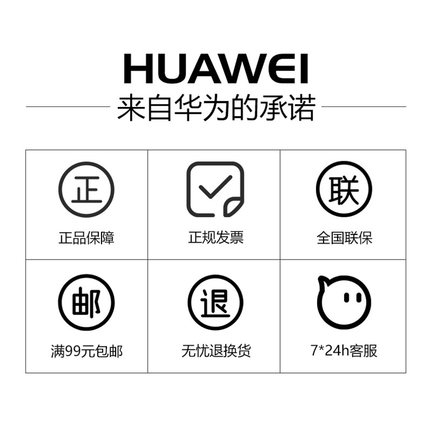 HUAWEI
来自华为的承诺
正
联
正品保障
正规发票
全国联保
邮
退
满99元包邮
无忧退换货
7*24h客服